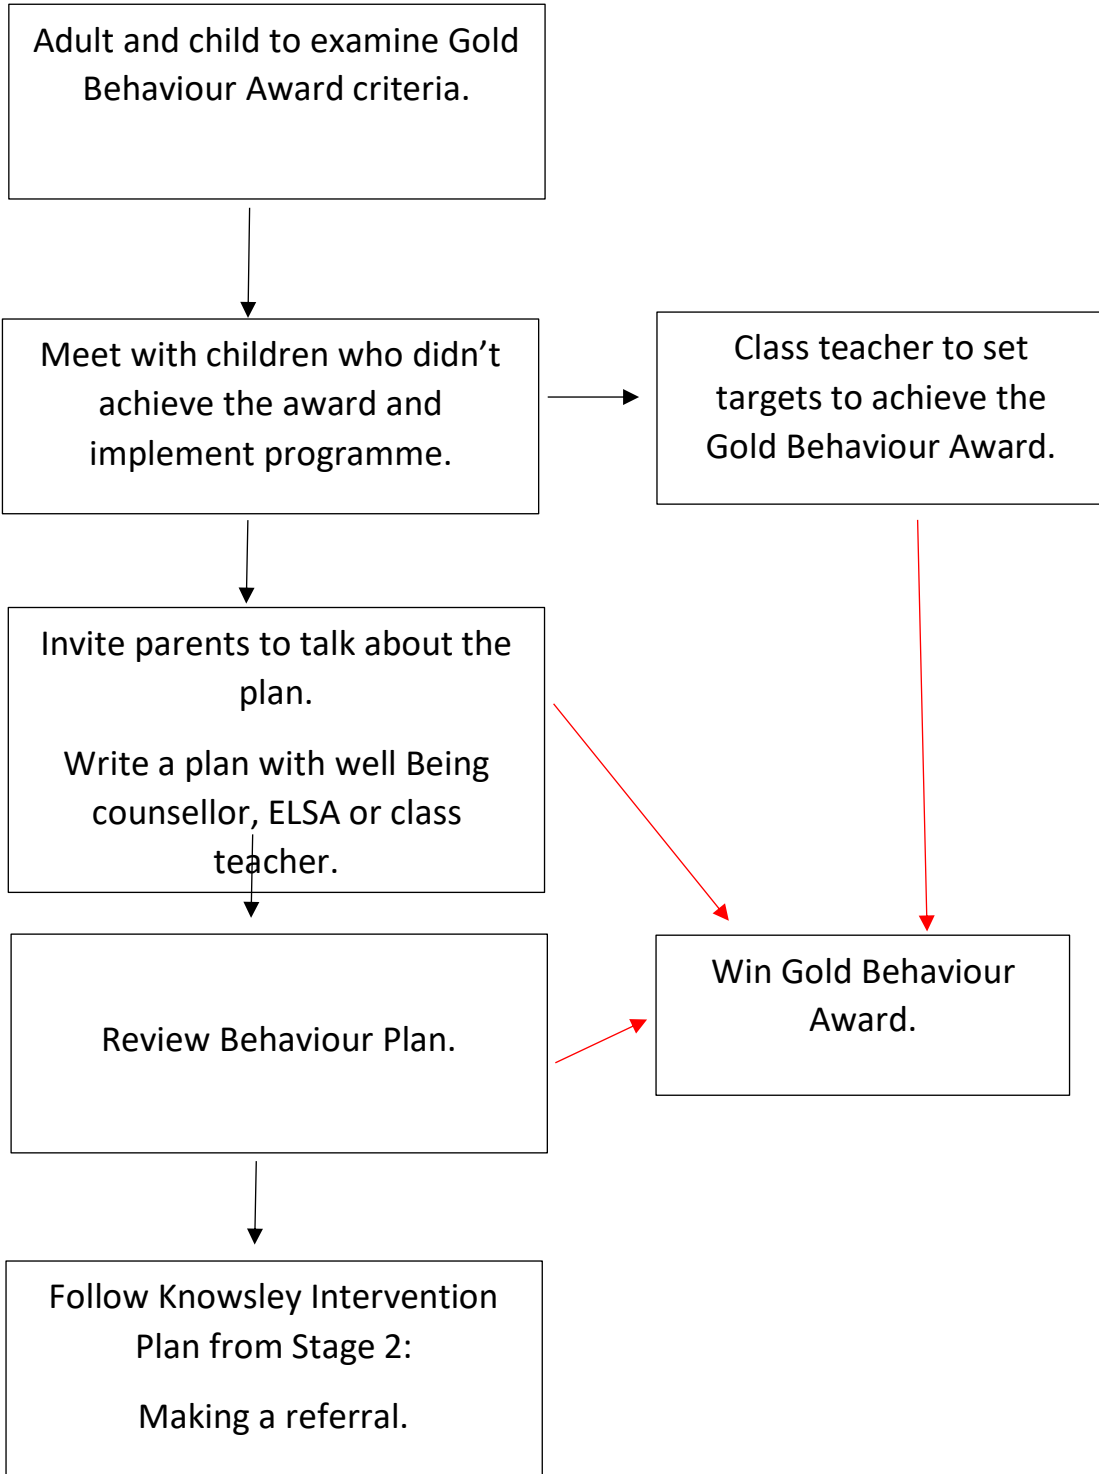 Adult and child to examine Gold
Behaviour Award criteria.
Meet with children who didn’t
achieve the award and
implement programme.
Class teacher to set
targets to achieve the
Gold Behaviour Award.
Invite parents to talk about the
plan.
Write a plan with well Being
counsellor, ELSA or class
teacher.
Review Behaviour Plan.
Win Gold Behaviour
Award.
Follow Knowsley Intervention
Plan from Stage 2:
Making a referral.